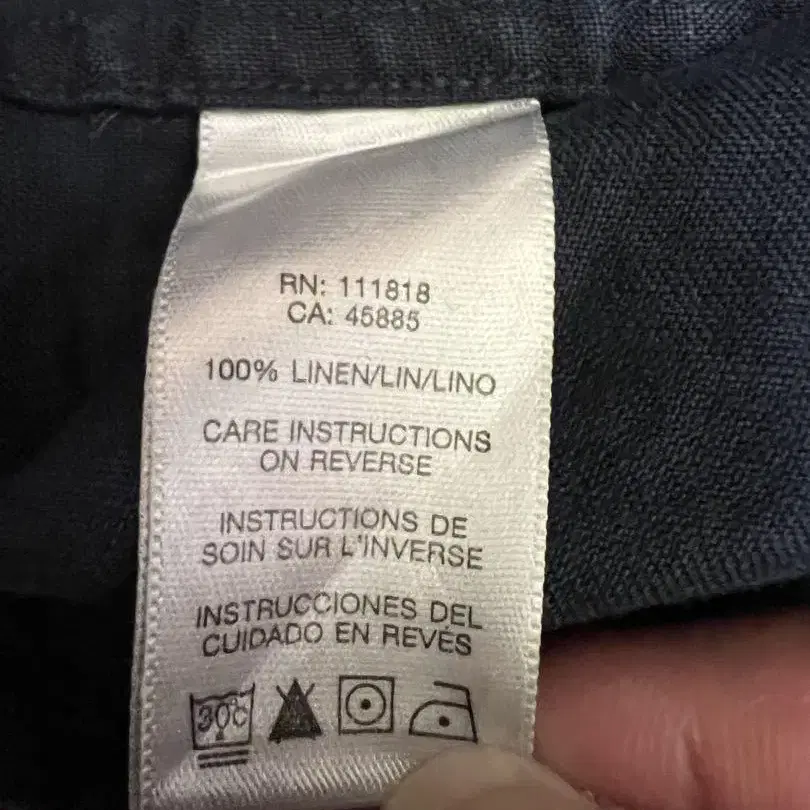 RN: 111818
CA: 45885
100% LINEN/LIN/LINO
CARE INSTRUCTIONS
ON REVERSE
INSTRUCTIONS DE
SOIN SUR L'INVERSE
INSTRUCCIONES DEL
CUIDADO EN REVÉS
30°C